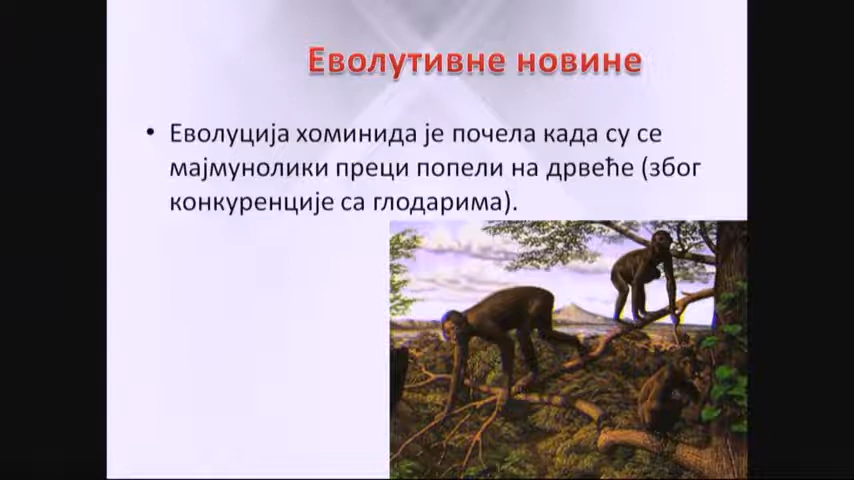 Еволутивне новине
• Еволуција хоминида је почела када су се
мајмунолики преци попели на дрвеће (због
конкуренције са глодарима).